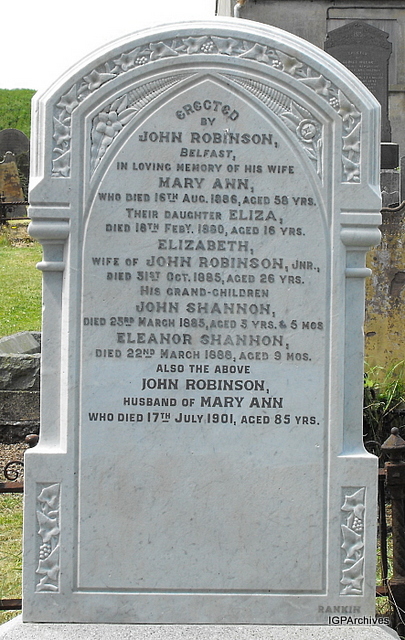 ERECTED
BY
JOHN ROBINSON,
BELFAST,
IN LOVING MEMORY OF HIS WIFE
MARY ANN,
WHO DIED 16TH AUG. 1886, AGED 58 YRS.
THEIR DAUGHTER ELIZA,
DIED 18TH FEBY. 1880, AGED 16 YRS.
ELIZABETH,
WIFE OF JOHN ROBINSON, JNR.,
DIED 31ST OCT. 1885, AGED 26 YRS.
HIS GRAND-CHILDREN
JOHN SHANNON,
DIED 23RD MARCH 1885, AGED 3 YRS. & 5 MOS
ELEANOR SHANNON,
DIED 22ND MARCH 1886, AGED 9 MOS.
ALSO THE ABOVE
JOHN ROBINSON,
HUSBAND OF MARY ANN
WHO DIED 17TH JULY 1901, AGED 85 YRS.
RANKIN
IGPArchives